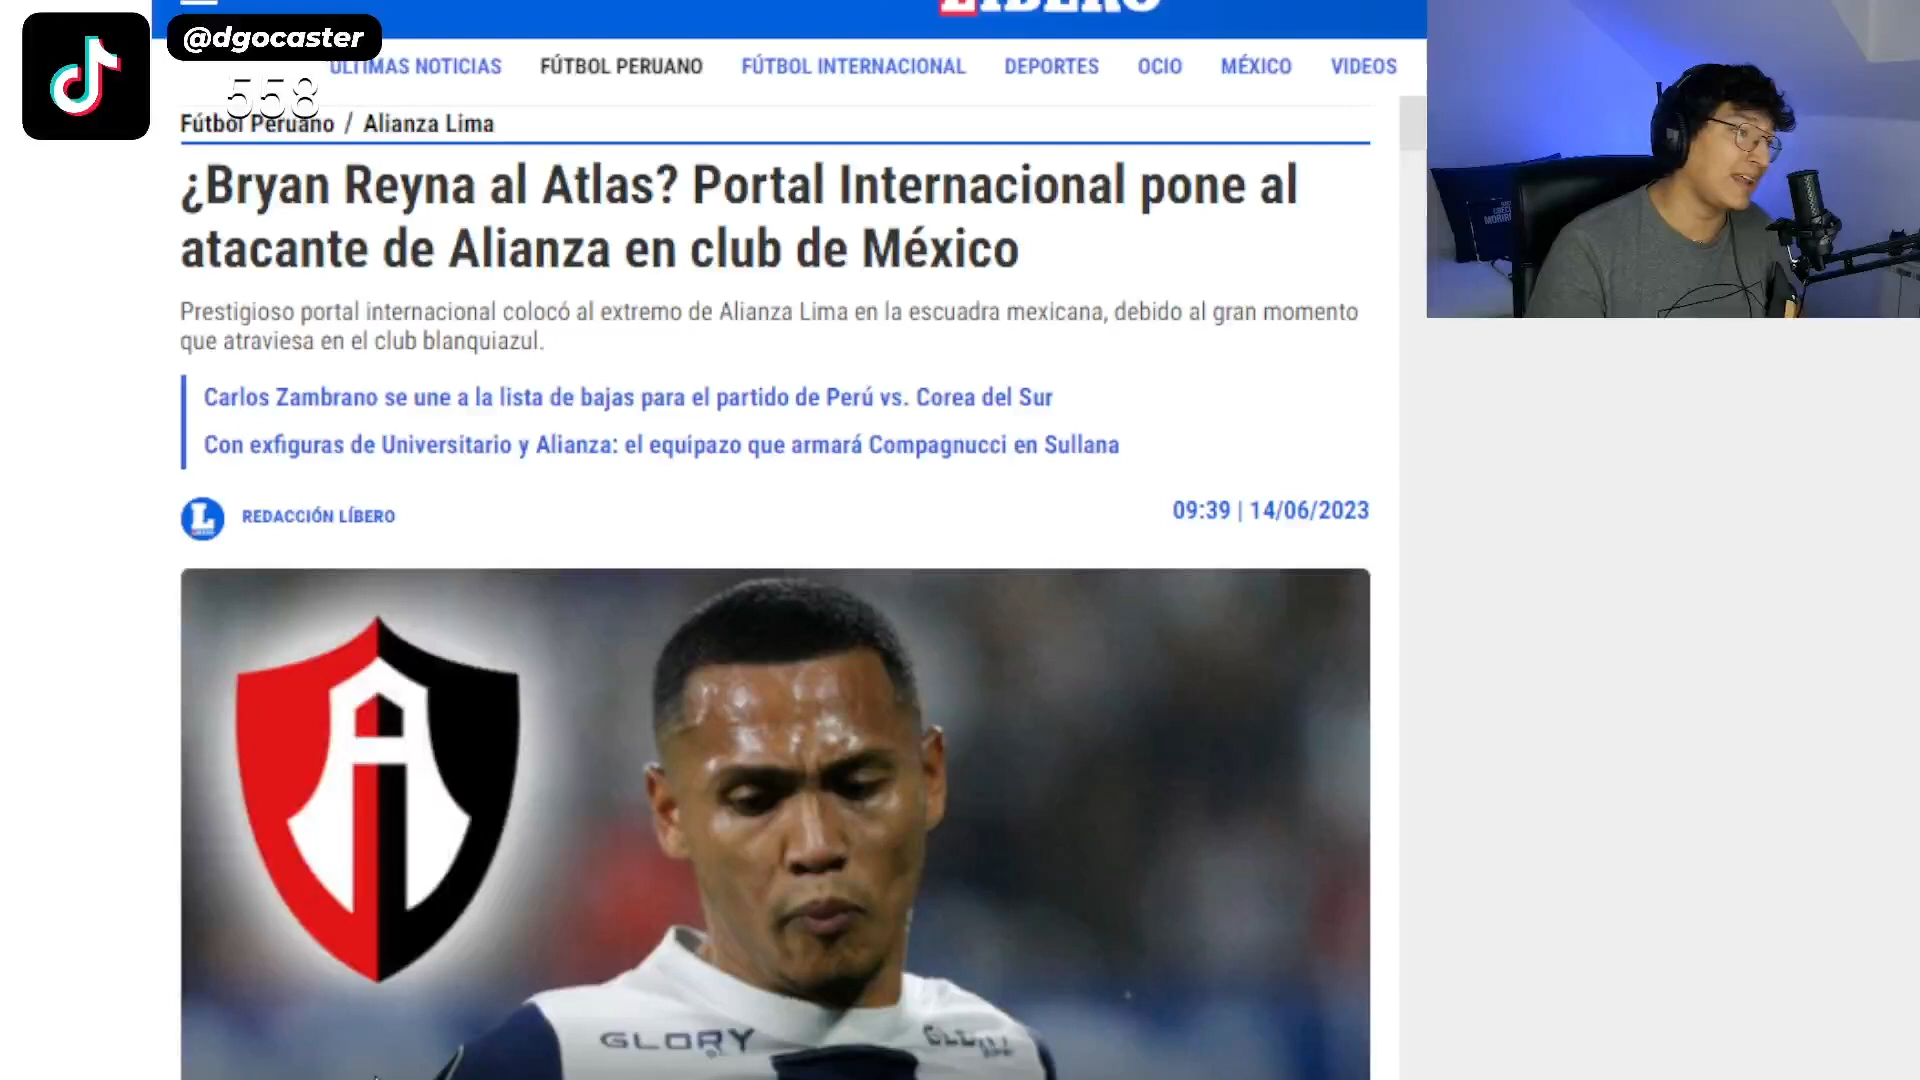 @dgocaster
558
LÍBERO
ÚLTIMAS NOTICIAS
FÚTBOL PERUANO
FÚTBOL INTERNACIONAL
DEPORTES
OCIO
MÉXICO
VIDEOS
Fútbol Peruano / Alianza Lima
¿Bryan Reyna al Atlas? Portal Internacional pone al
atacante de Alianza en club de México
Prestigioso portal internacional colocó al extremo de Alianza Lima en la escuadra mexicana, debido al gran momento
que atraviesa en el club blanquiazul.
Carlos Zambrano se une a la lista de bajas para el partido de Perú vs. Corea del Sur
Con exfiguras de Universitario y Alianza: el equipazo que armará Compagnucci en Sullana
L
REDACCIÓN LÍBERO
09:39 | 14/06/2023
A
GLORY